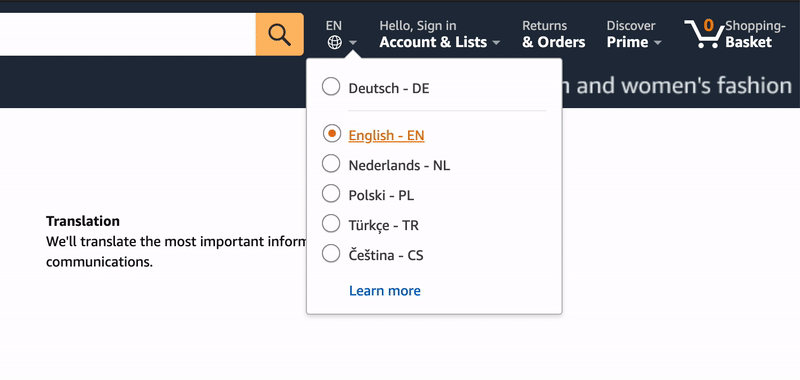 EN
Hello, Sign in
Account & Lists
Returns
& Orders
Discover
Prime
0
Shopping-
Basket
and women's fashion
Deutsch - DE
English - EN
Nederlands - NL
Polski - PL
Türkçe - TR
Čeština - CS
Learn more
Translation
We'll translate the most important
communications.